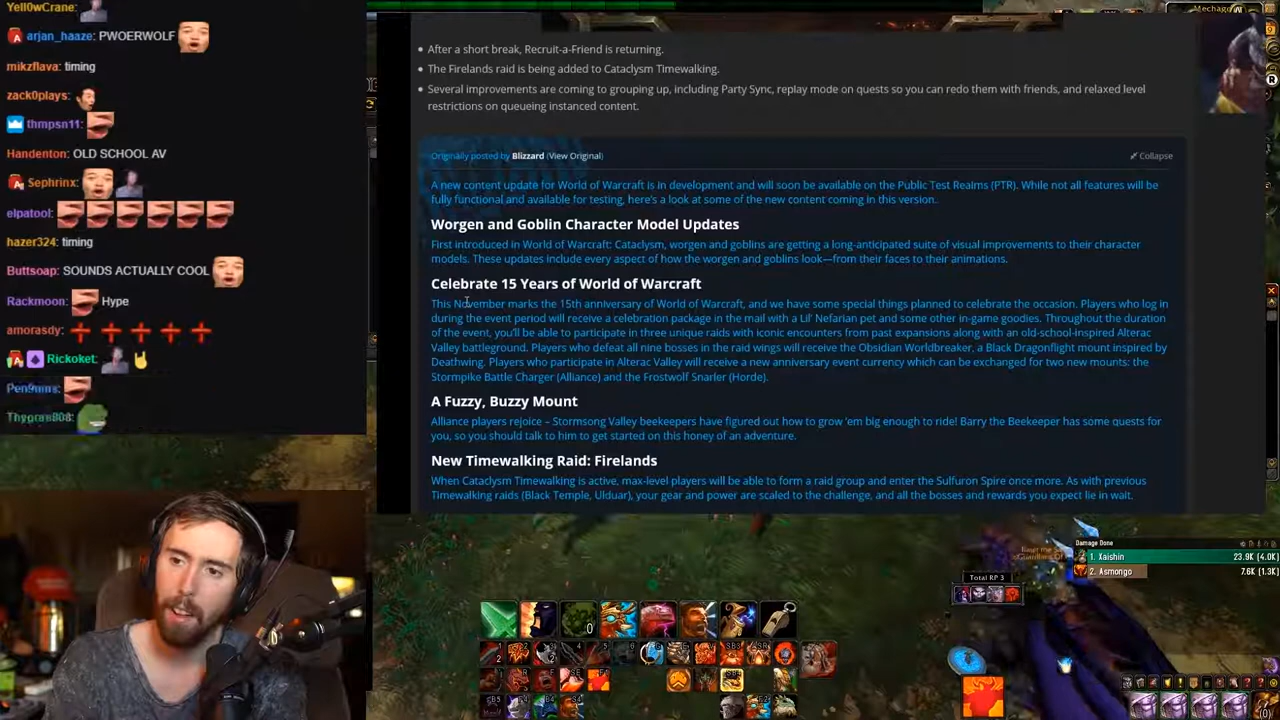 Yell0wCrane:
arjan_haaze: PWOERWOLF
mikzflava: timing
zack0plays:
thmpsn11:
Handenton: OLD SCHOOL AV
Sephrinx:
elpatool:
hazer324: timing
Buttsoap: SOUNDS ACTUALLY COOL
Rackmoon: Hype
amorasdy:
Rickoket:
After a short break, Recruit-a-Friend is returning.
The Firelands raid is being added to Cataclysm Timewalking.
Several improvements are coming to grouping up, including Party Sync, replay mode on quests so you can redo them with friends, and relaxed level
restrictions on queueing instanced content.
Originally posted by Blizzard (View Original)
Collapse
A new content update for World of Warcraft is in development and will soon be available on the Public Test Realms (PTR). While not all features will be
fully functional and available for testing, here's a look at some of the new content coming in this version.
Worgen and Goblin Character Model Updates
First introduced in World of Warcraft: Cataclysm, worgen and goblins are getting a long-anticipated suite of visual improvements to their character
models. These updates include every aspect of how the worgen and goblins look—from their faces to their animations.
Celebrate 15 Years of World of Warcraft
This November marks the 15th anniversary of World of Warcraft, and we have some special things planned to celebrate the occasion. Players who log in
during the event period will receive a celebration package in the mail with a Lil' Nefarian pet and some other in-game goodies. Throughout the duration
of the event, you'll be able to participate in three unique raids with iconic encounters from past expansions along with an old-school-inspired Alterac
Valley battleground. Players who defeat all nine bosses in the raid wings will receive the Obsidian Worldbreaker, a Black Dragonflight mount inspired by
Deathwing. Players who participate in Alterac Valley will receive a new anniversary event currency which can be exchanged for two new mounts: the
Stormpike Battle Charger (Alliance) and the Frostwolf Snarler (Horde).
A Fuzzy, Buzzy Mount
Alliance players rejoice – Stormsong Valley beekeepers have figured out how to grow 'em big enough to ride! Barry the Beekeeper has some quests for
you, so you should talk to him to get started on this honey of an adventure.
New Timewalking Raid: Firelands
When Cataclysm Timewalking is active, max-level players will be able to form a raid group and enter the Sulfuron Spire once more. As with previous
Timewalking raids (Black Temple, Ulduar), your gear and power are scaled to the challenge, and all the bosses and rewards you expect lie in wait.
Damage Done
1. Xaishin 23.9K (4.0K)
2. Asmongo 7.6K (1.3K)
Total RP 3